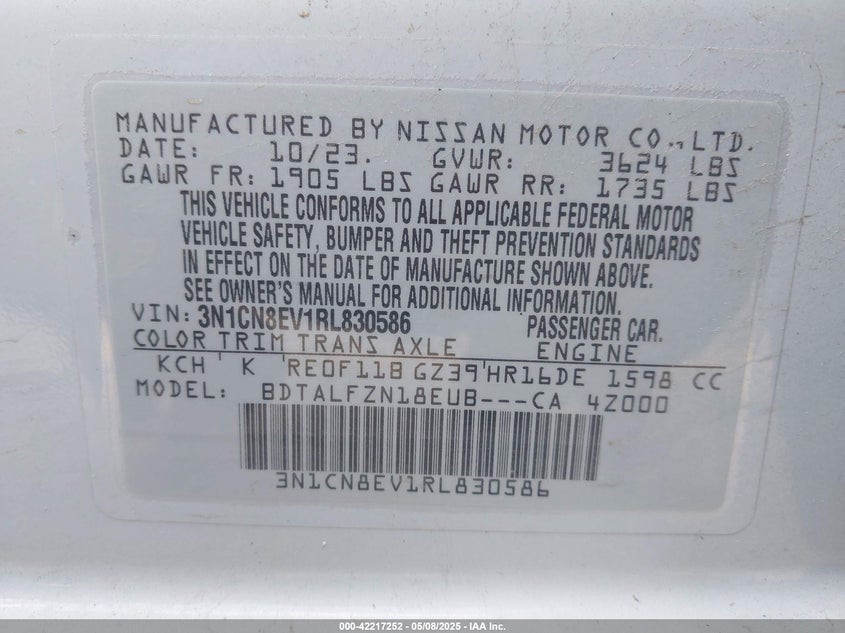 MANUFACTURED BY NISSAN MOTOR CO.,LTD.
DATE: 10/23. GVWR: 3624 LBS
GAWR FR: 1905 LBS GAWR RR: 1735 LBS
THIS VEHICLE CONFORMS TO ALL APPLICABLE FEDERAL MOTOR
VEHICLE SAFETY, BUMPER AND THEFT PREVENTION STANDARDS
IN EFFECT ON THE DATE OF MANUFACTURE SHOWN ABOVE.
SEE OWNER'S MANUAL FOR ADDITIONAL INFORMATION.
VIN: 3N1CN8EV1RL830586 PASSENGER CAR.
COLOR TRIM TRANS AXLE ENGINE
KCH K RE0F11B GZ39 HR16DE 1598 CC
MODEL: BDTALFZN18EUB---CA 4Z000
3N1CN8EV1RL830586
000-42217252 - 05/08/2025 - IAA Inc.